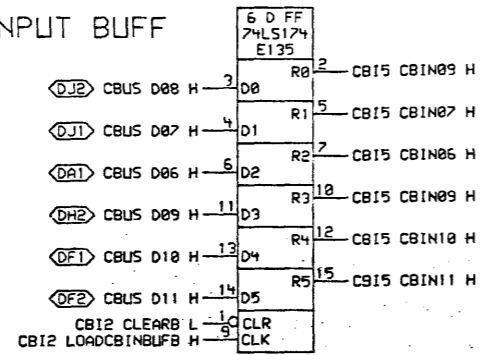 NPUT BUFF
6 D FF
74LS174
E135
R0 2 CBI5 CBIN09 H
DJ2 CBUS D08 H 3 D0
R1 5 CBI5 CBIN07 H
DJ1 CBUS D07 H 4 D1
R2 7 CBI5 CBIN06 H
DA1 CBUS D06 H 6 D2
R3 10 CBI5 CBIN09 H
DH2 CBUS D09 H 11 D3
R4 12 CBI5 CBIN10 H
DF1 CBUS D10 H 13 D4
R5 15 CBI5 CBIN11 H
DF2 CBUS D11 H 14 D5
CBI2 CLEARB L 1 CLR
CBI2 LOADCBINBUFB H 9 CLK